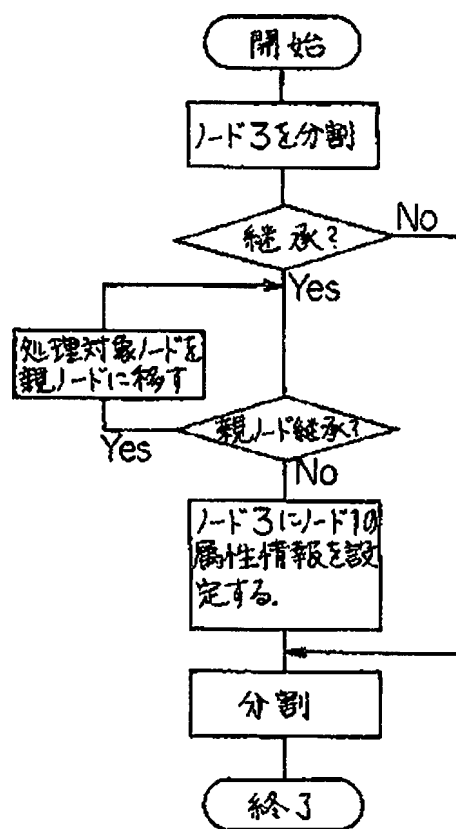 開始
ノード3を分割
継承?
No
Yes
処理対象ノードを
親ノードに移す
親ノード継承?
Yes
No
ノード3にノード1の
属性情報を設
定する.
分割
終了